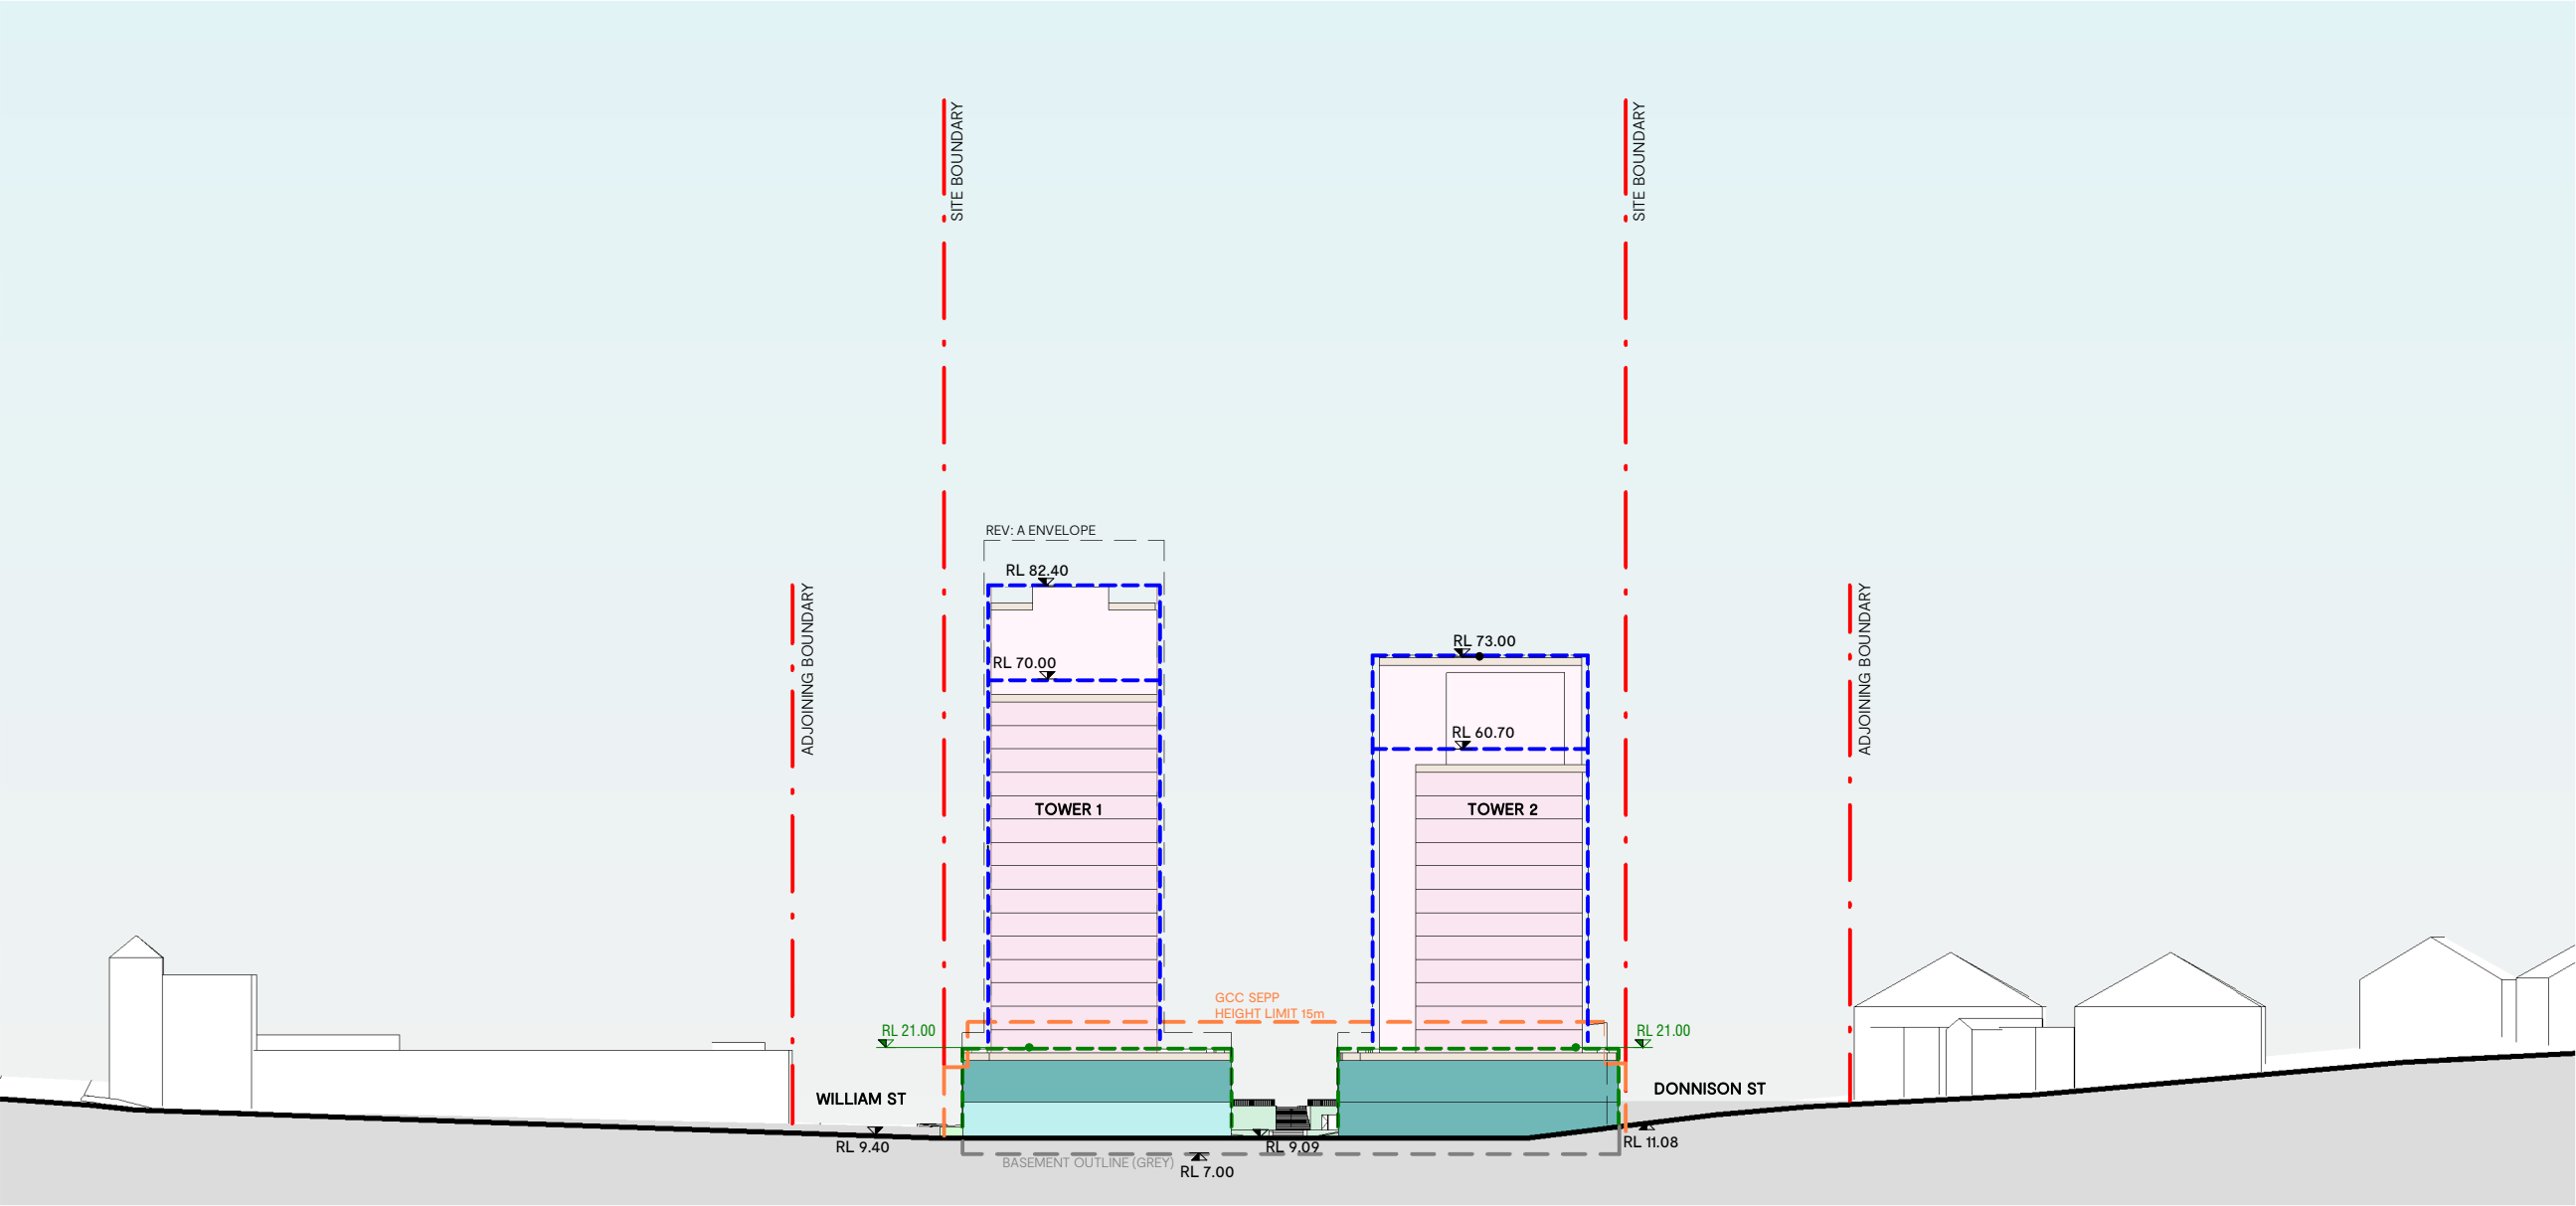 SITE BOUNDARY
SITE BOUNDARY
REV: A ENVELOPE
RL 82.40
ADJOINING BOUNDARY
ADJOINING BOUNDARY
RL 73.00
RL 70.00
RL 60.70
TOWER 1
TOWER 2
GCC SEPP
HEIGHT LIMIT 15m
RL 21.00
RL 21.00
WILLIAM ST
DONNISON ST
RL 9.40
RL 9.09
RL 11.08
BASEMENT OUTLINE (GREY)
RL 7.00